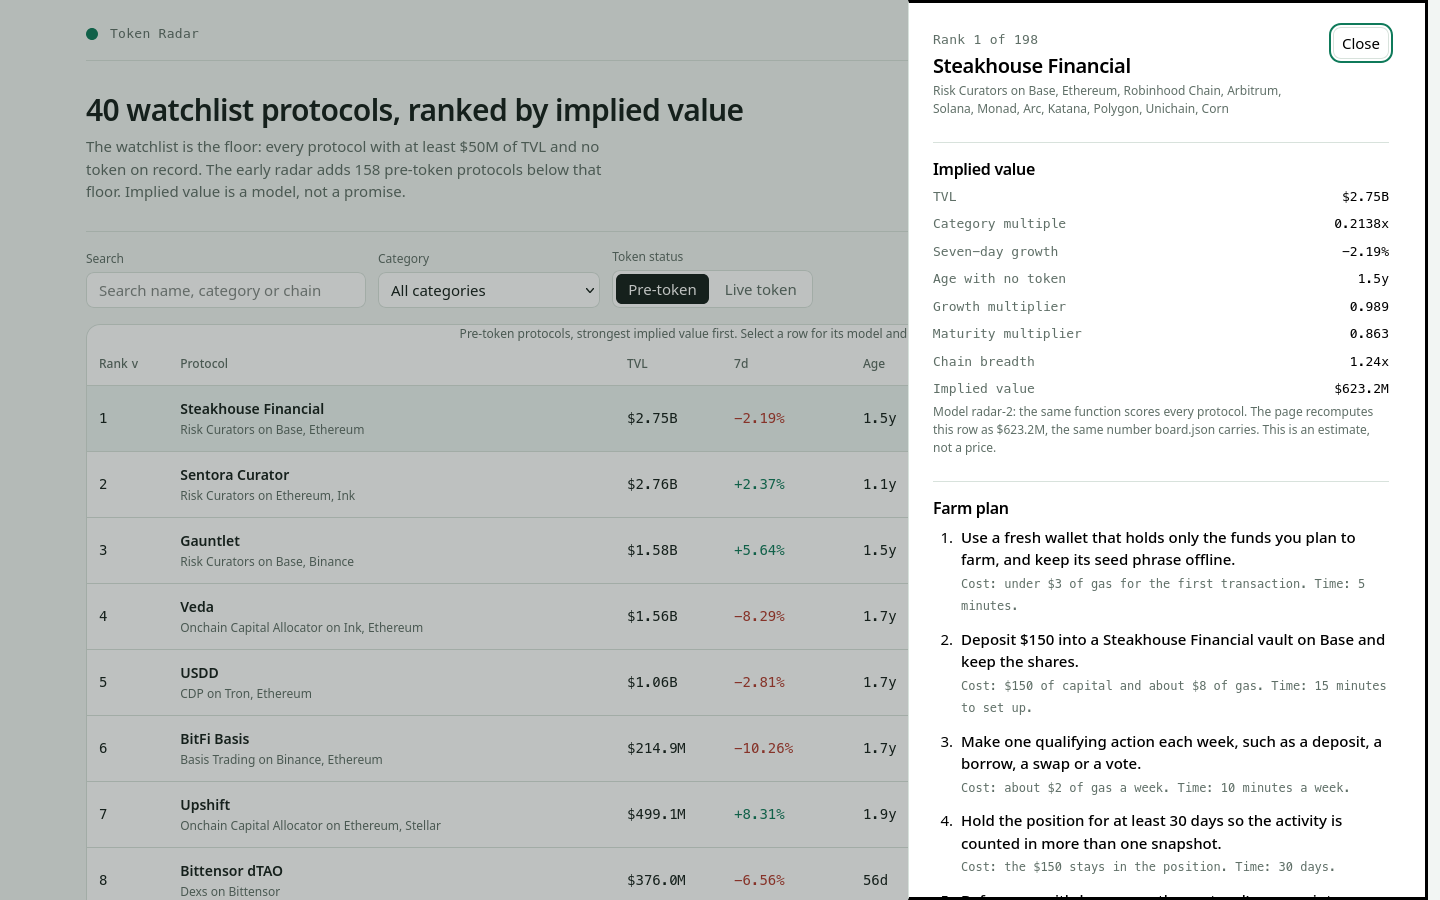 Token Radar
40 watchlist protocols, ranked by implied value
The watchlist is the floor: every protocol with at least $50M of TVL and no
token on record. The early radar adds 158 pre-token protocols below that
floor. Implied value is a model, not a promise.
Search
Category
Token status
Search name, category or chain
All categories
Pre-token
Live token
Pre-token protocols, strongest implied value first. Select a row for its model and
Rank v
Protocol
TVL
7d
Age
1
Steakhouse Financial
Risk Curators on Base, Ethereum
$2.75B
−2.19%
1.5y
2
Sentora Curator
Risk Curators on Ethereum, Ink
$2.76B
+2.37%
1.1y
3
Gauntlet
Risk Curators on Base, Binance
$1.58B
+5.64%
1.5y
4
Veda
Onchain Capital Allocator on Ink, Ethereum
$1.56B
−8.29%
1.7y
5
USDD
CDP on Tron, Ethereum
$1.06B
−2.81%
1.7y
6
BitFi Basis
Basis Trading on Binance, Ethereum
$214.9M
−10.26%
1.7y
7
Upshift
Onchain Capital Allocator on Ethereum, Stellar
$499.1M
+8.31%
1.9y
8
Bittensor dTAO
Dexs on Bittensor
$376.0M
−6.56%
56d
Rank 1 of 198
Close
Steakhouse Financial
Risk Curators on Base, Ethereum, Robinhood Chain, Arbitrum,
Solana, Monad, Arc, Katana, Polygon, Unichain, Corn
Implied value
TVL
$2.75B
Category multiple
0.2138x
Seven-day growth
−2.19%
Age with no token
1.5y
Growth multiplier
0.989
Maturity multiplier
0.863
Chain breadth
1.24x
Implied value
$623.2M
Model radar-2: the same function scores every protocol. The page recomputes
this row as $623.2M, the same number board.json carries. This is an estimate,
not a price.
Farm plan
1. Use a fresh wallet that holds only the funds you plan to
farm, and keep its seed phrase offline.
Cost: under $3 of gas for the first transaction. Time: 5
minutes.
2. Deposit $150 into a Steakhouse Financial vault on Base and
keep the shares.
Cost: $150 of capital and about $8 of gas. Time: 15 minutes
to set up.
3. Make one qualifying action each week, such as a deposit, a
borrow, a swap or a vote.
Cost: about $2 of gas a week. Time: 10 minutes a week.
4. Hold the position for at least 30 days so the activity is
counted in more than one snapshot.
Cost: the $150 stays in the position. Time: 30 days.